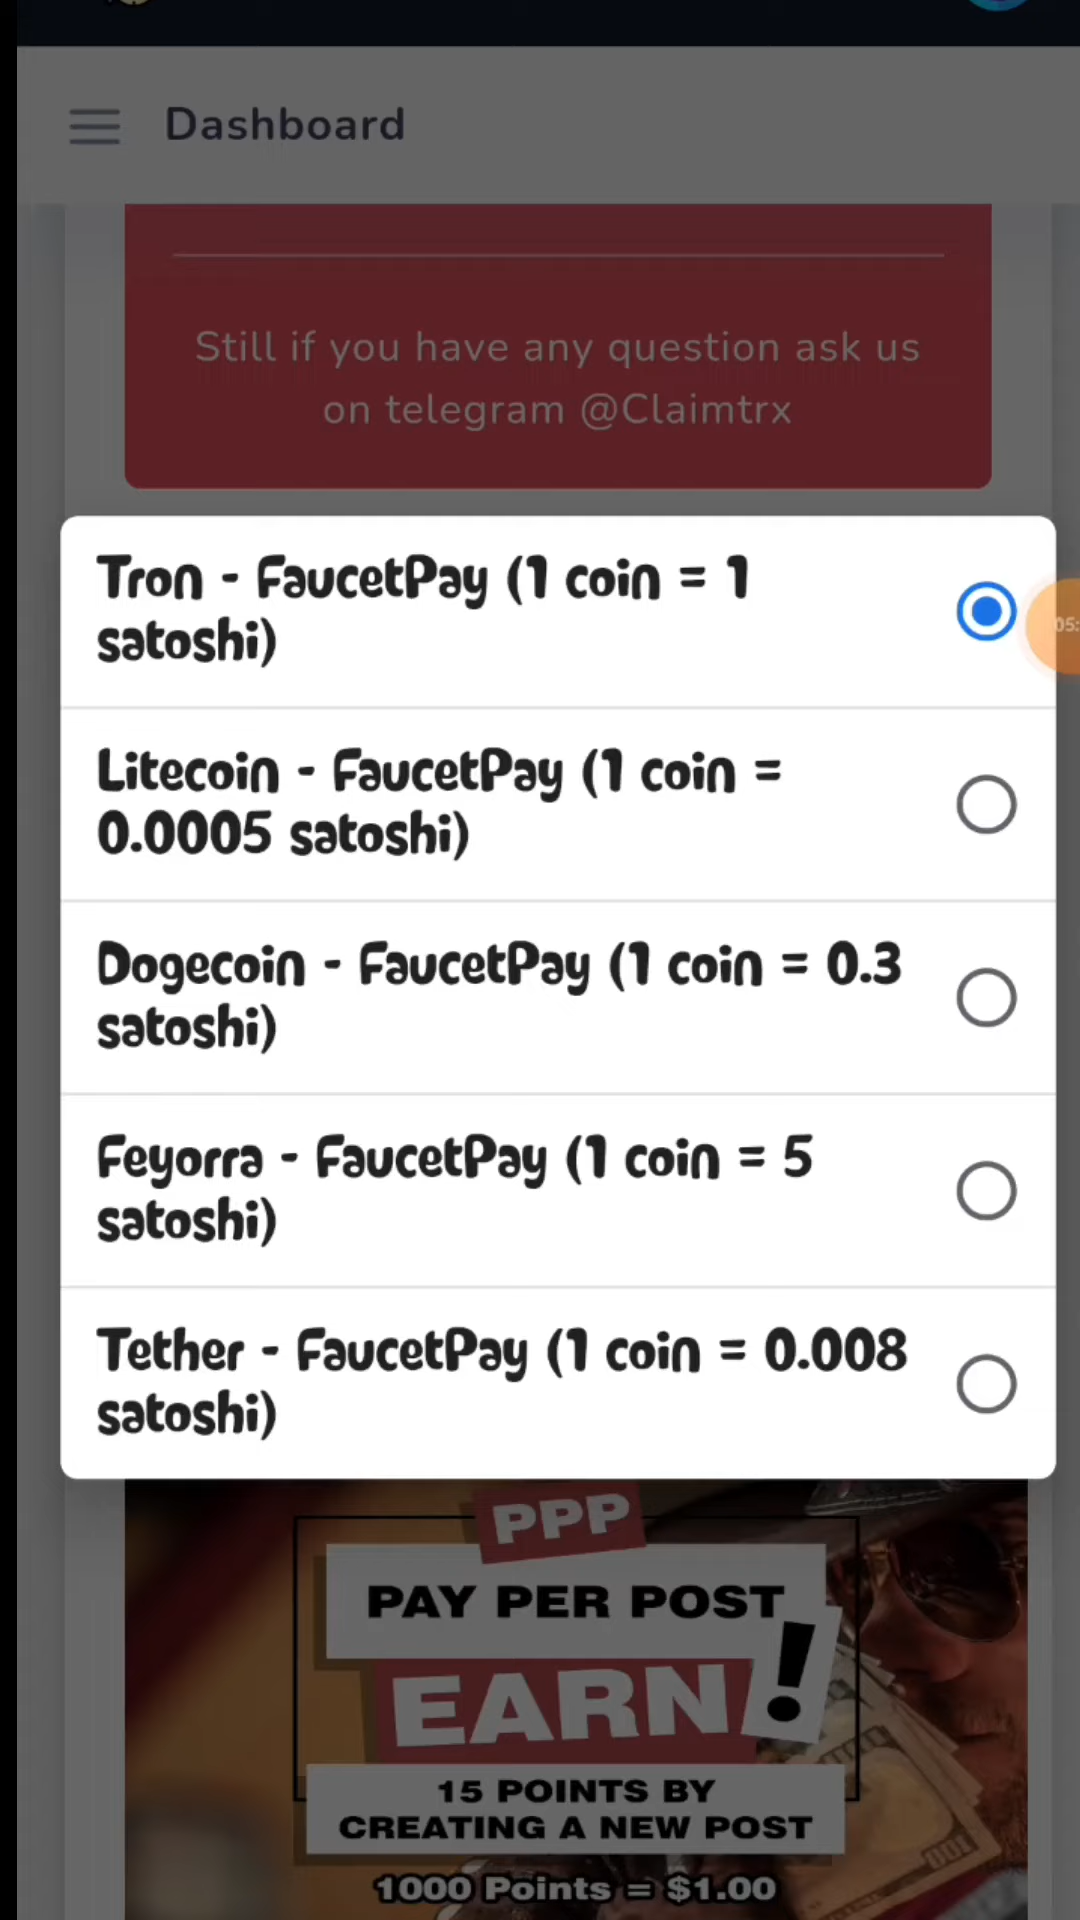 Dashboard
Still if you have any question ask us
on telegram @Claimtrx
Tron - FaucetPay (1 coin = 1
satoshi)
05:
Litecoin - FaucetPay (1 coin =
0.0005 satoshi)
Dogecoin - FaucetPay (1 coin = 0.3
satoshi)
Feyorra - FaucetPay (1 coin = 5
satoshi)
Tether - FaucetPay (1 coin = 0.008
satoshi)
PPP
PAY PER POST
EARN!
15 POINTS BY
CREATING A NEW POST
1000 Points = $1.00
100